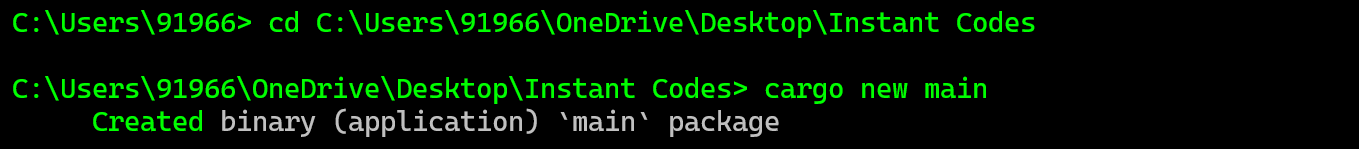 C:\Users\91966> cd C:\Users\91966\OneDrive\Desktop\Instant Codes
C:\Users\91966\OneDrive\Desktop\Instant Codes> cargo new main
Created binary (application) `main` package